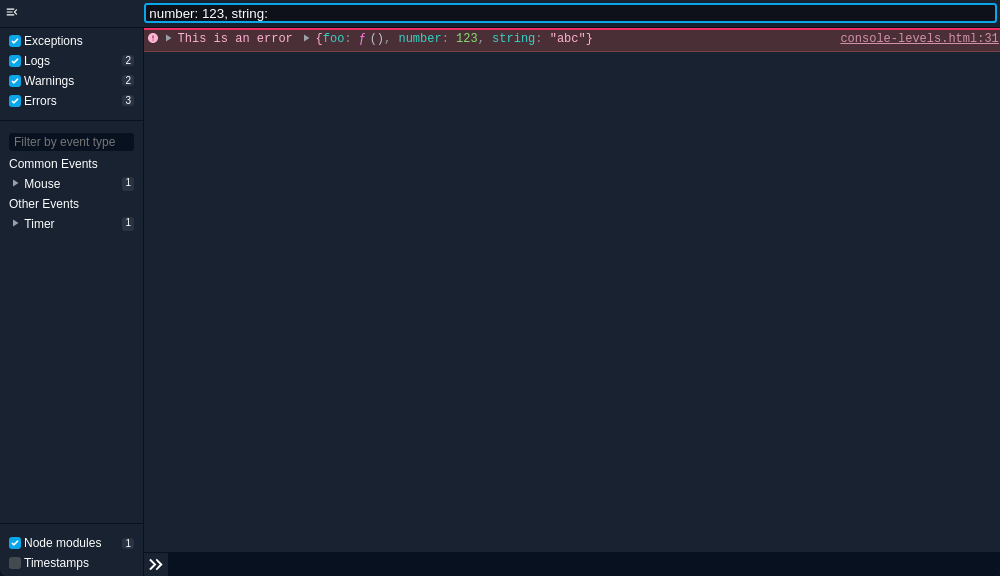 number: 123, string:
Exceptions
Logs 2
Warnings 2
Errors 3
Filter by event type
Common Events
Mouse 1
Other Events
Timer 1
This is an error {foo: ƒ (), number: 123, string: "abc"} console-levels.html:31
Node modules 1
Timestamps